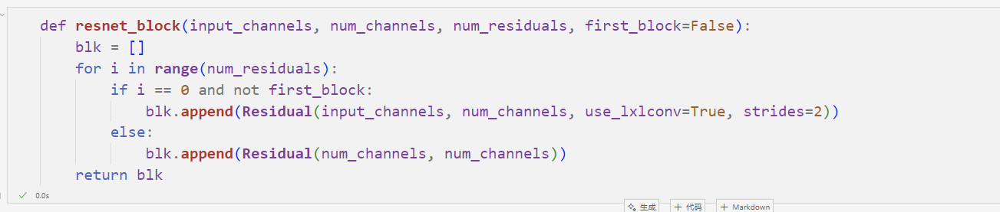 def resnet_block(input_channels, num_channels, num_residuals, first_block=False):
    blk = []
    for i in range(num_residuals):
        if i == 0 and not first_block:
            blk.append(Residual(input_channels, num_channels, use_lxlconv=True, strides=2))
        else:
            blk.append(Residual(num_channels, num_channels))
    return blk
0.0s
生成 + 代码 + Markdown